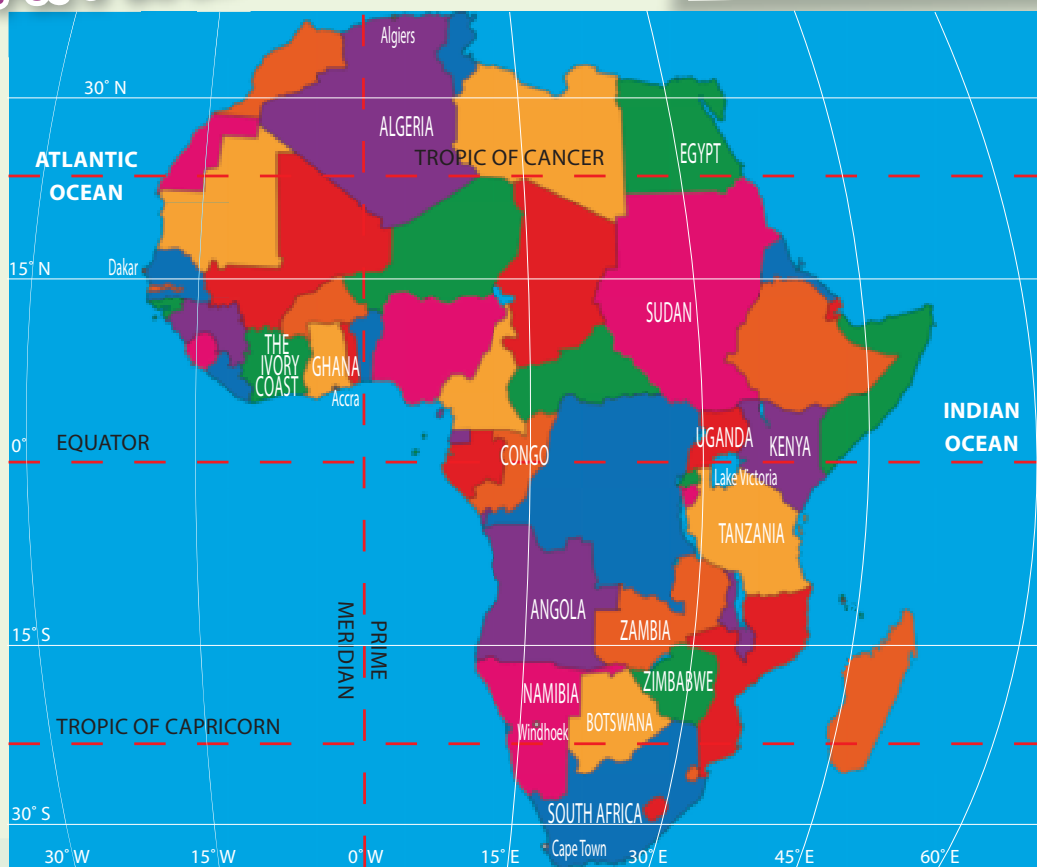 Algiers
30° N
ALGERIA
ATLANTIC
OCEAN
TROPIC OF CANCER
EGYPT
Dakar
15° N
SUDAN
THE
IVORY
COAST
GHANA
Accra
INDIAN
OCEAN
EQUATOR
0°
CONGO
UGANDA
KENYA
Lake Victoria
TANZANIA
ANGOLA
PRIME
MERIDIAN
ZAMBIA
15° S
NAMIBIA
ZIMBABWE
BOTSWANA
TROPIC OF CAPRICORN
Windhoek
30° S
SOUTH AFRICA
Cape Town
30° W
15° W
0° W
15° E
30° E
45° E
60° E